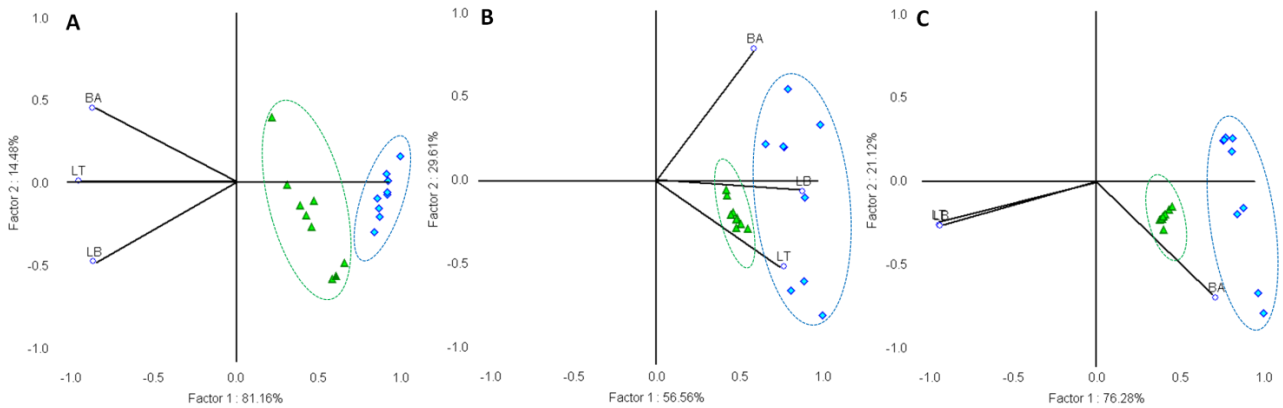 A
1.0
0.5
0.0
-0.5
-1.0
Factor 2 : 14.48%
BA
LT
LB
-1.0 -0.5 0.0 0.5 1.0
Factor 1 : 81.16%
B
1.0
0.5
0.0
-0.5
-1.0
Factor 2 : 29.61%
BA
LB
LT
-1.0 -0.5 0.0 0.5 1.0
Factor 1 : 56.56%
C
1.0
0.5
0.0
-0.5
-1.0
Factor 2 : 21.12%
BA
-1.0 -0.5 0.0 0.5 1.0
Factor 1 : 76.28%